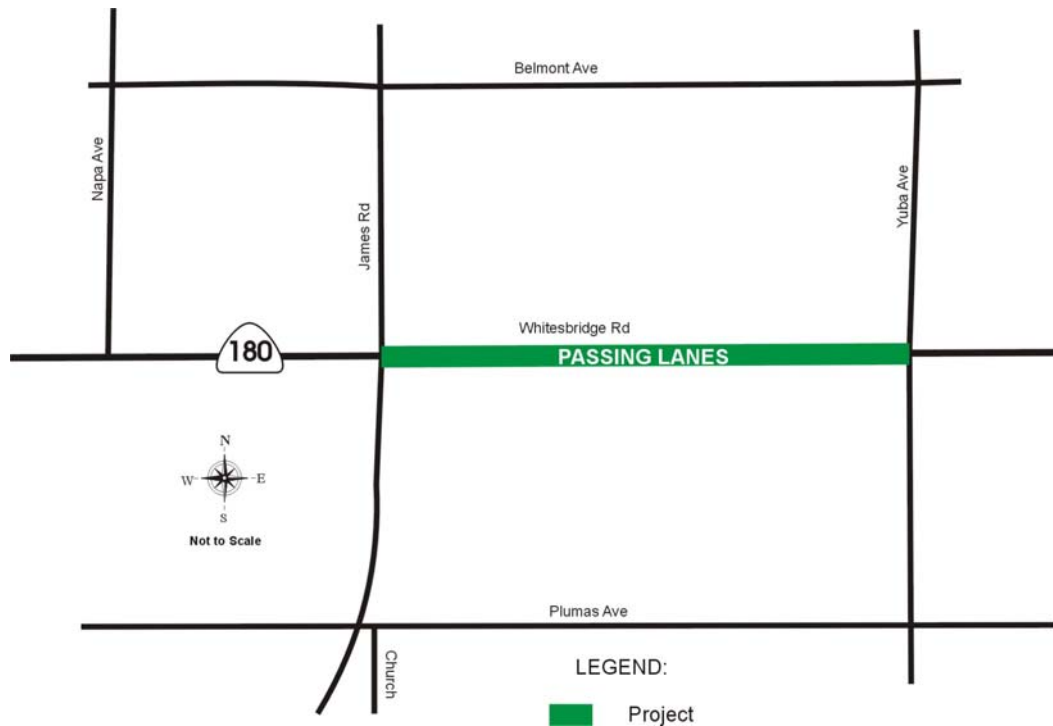 Belmont Ave
Napa Ave
James Rd
Yuba Ave
Whitesbridge Rd
180
PASSING LANES
N
W
E
S
Not to Scale
Plumas Ave
Church
LEGEND:
Project